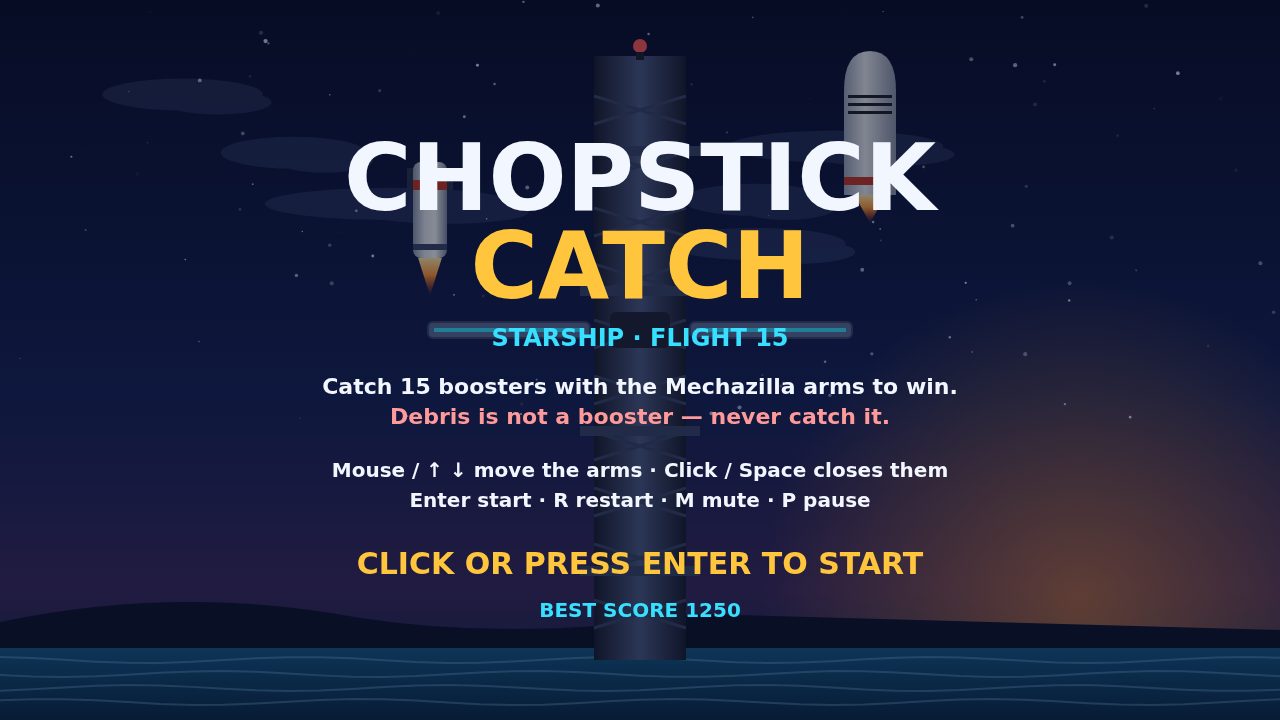 CHOPSTICK
CATCH
STARSHIP · FLIGHT 15
Catch 15 boosters with the Mechazilla arms to win.
Debris is not a booster — never catch it.
Mouse / ↑ ↓ move the arms · Click / Space closes them
Enter start · R restart · M mute · P pause
CLICK OR PRESS ENTER TO START
BEST SCORE 1250